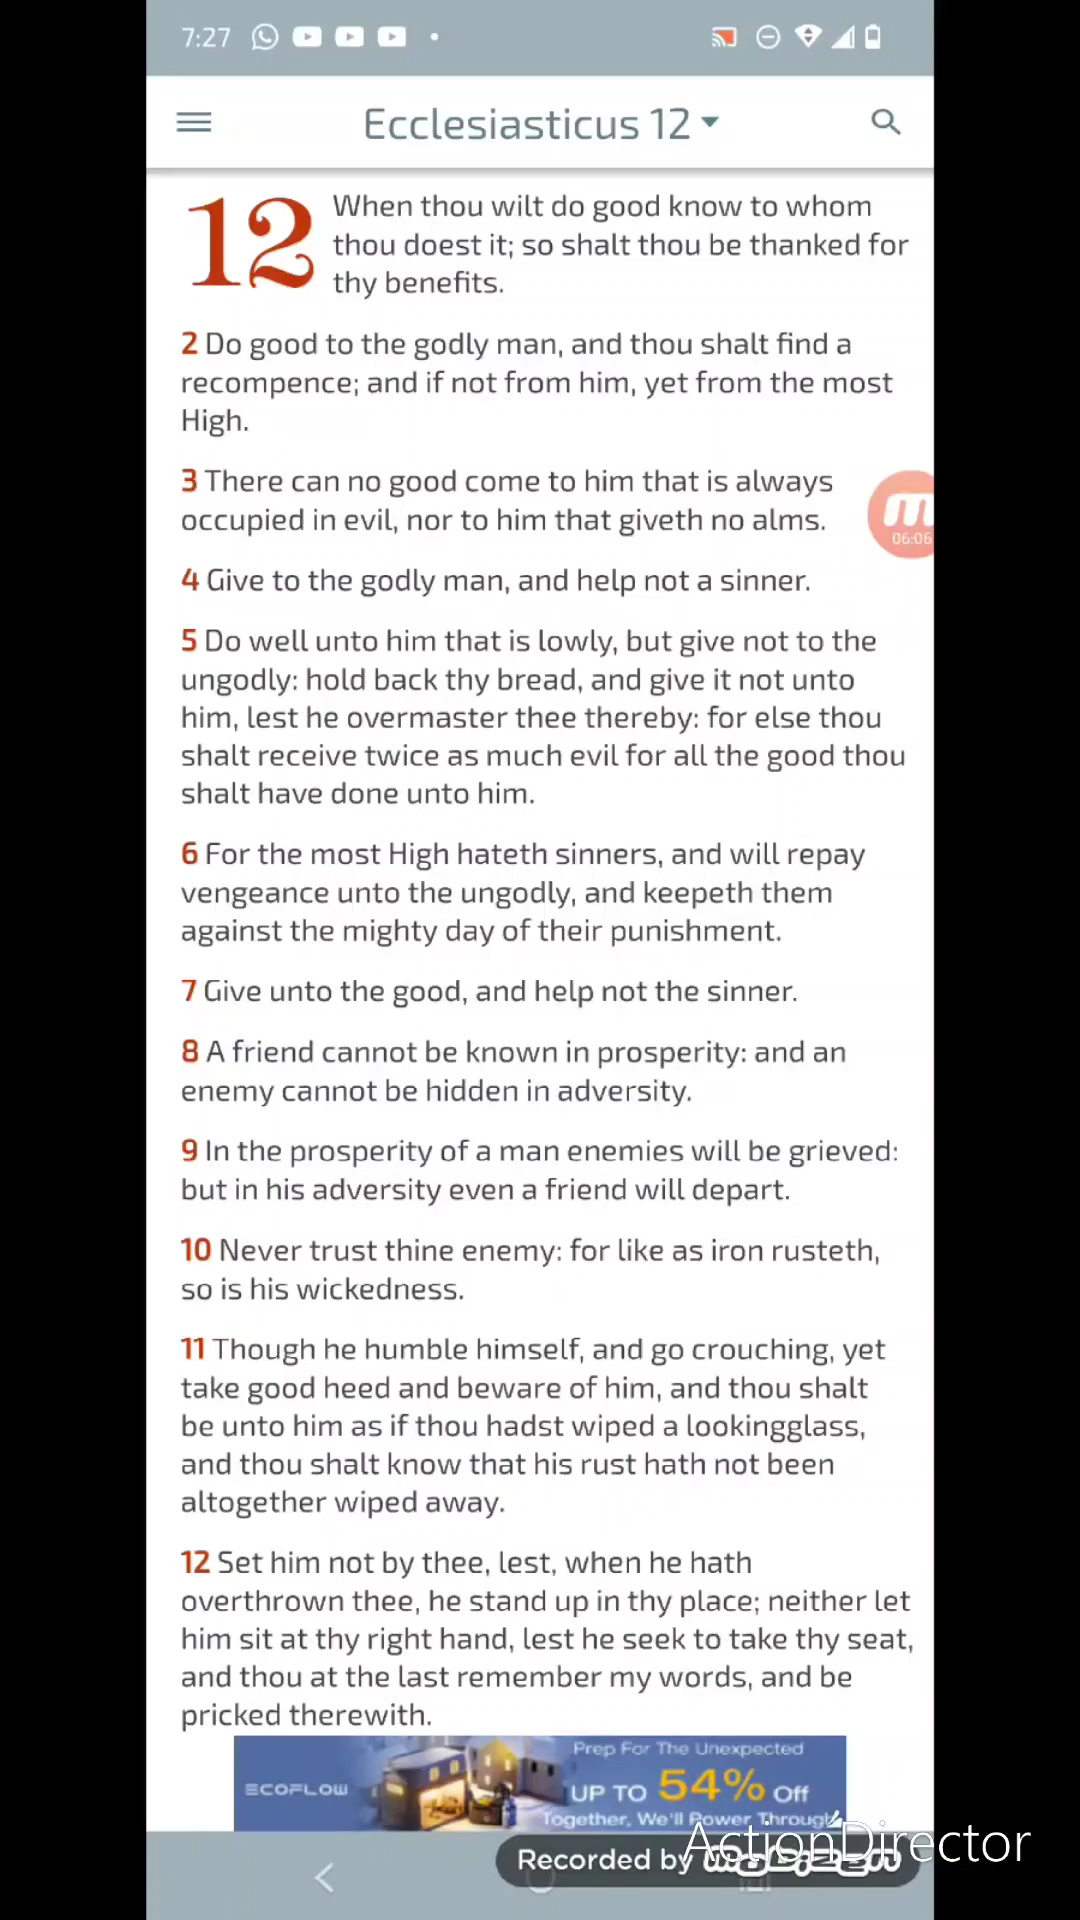 7:27
Ecclesiasticus 12
12 When thou wilt do good know to whom
thou doest it; so shalt thou be thanked for
thy benefits.
2 Do good to the godly man, and thou shalt find a
recompence; and if not from him, yet from the most
High.
3 There can no good come to him that is always
occupied in evil, nor to him that giveth no alms.
06:06
4 Give to the godly man, and help not a sinner.
5 Do well unto him that is lowly, but give not to the
ungodly: hold back thy bread, and give it not unto
him, lest he overmaster thee thereby: for else thou
shalt receive twice as much evil for all the good thou
shalt have done unto him.
6 For the most High hateth sinners, and will repay
vengeance unto the ungodly, and keepeth them
against the mighty day of their punishment.
7 Give unto the good, and help not the sinner.
8 A friend cannot be known in prosperity: and an
enemy cannot be hidden in adversity.
9 In the prosperity of a man enemies will be grieved:
but in his adversity even a friend will depart.
10 Never trust thine enemy: for like as iron rusteth,
so is his wickedness.
11 Though he humble himself, and go crouching, yet
take good heed and beware of him, and thou shalt
be unto him as if thou hadst wiped a lookingglass,
and thou shalt know that his rust hath not been
altogether wiped away.
12 Set him not by thee, lest, when he hath
overthrown thee, he stand up in thy place; neither let
him sit at thy right hand, lest he seek to take thy seat,
and thou at the last remember my words, and be
pricked therewith.
Prep For The Unexpected
ECOFLOW
UP TO 54% Off
Together, We'll Power Through
ActionDirector
Recorded by mobizen